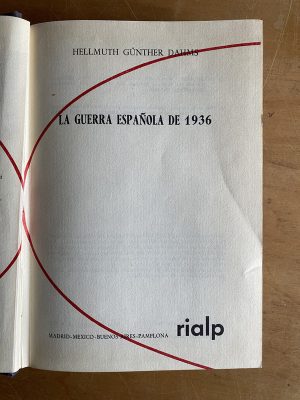 HELLMUTH GÜNTHER DAHMS
LA GUERRA ESPAÑOLA DE 1936
MADRID-MEXICO-BUENOS AIRES-PAMPLONA
rialp